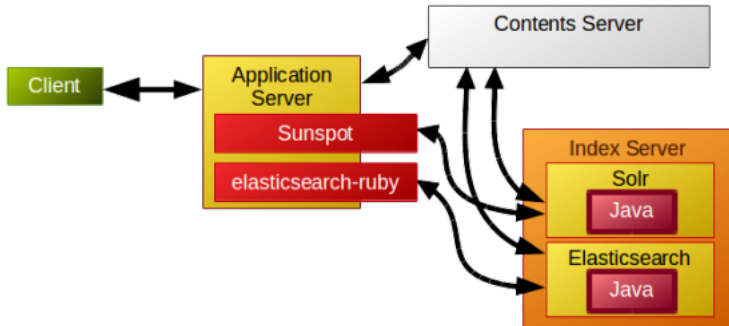 Contents Server
Client
Application
Server
Sunspot
elasticsearch-ruby
Index Server
Solr
Java
Elasticsearch
Java